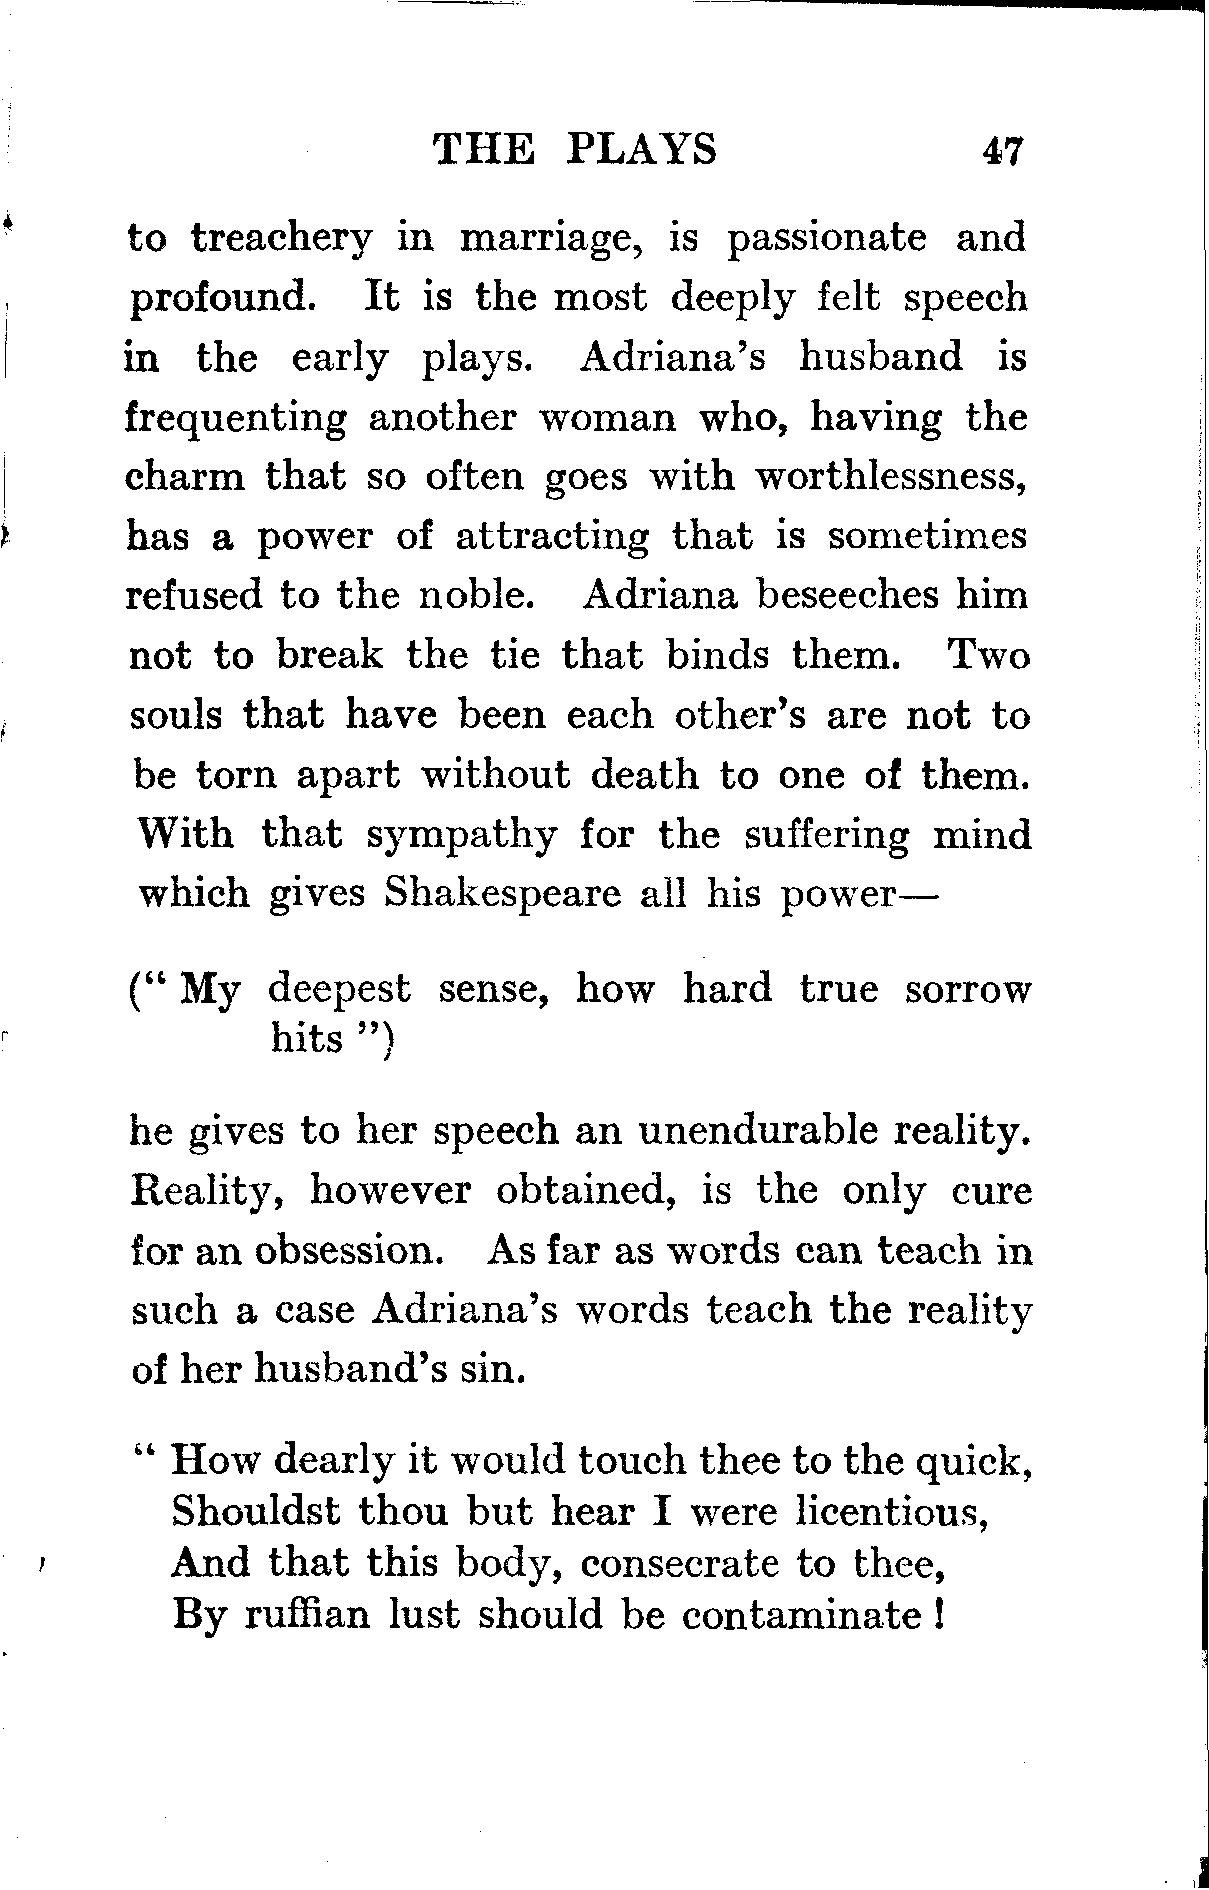 THE PLAYS 47
to treachery in marriage, is passionate and
profound. It is the most deeply felt speech
in the early plays. Adriana's husband is
frequenting another woman who, having the
charm that so often goes with worthlessness,
has a power of attracting that is sometimes
refused to the noble. Adriana beseeches him
not to break the tie that binds them. Two
souls that have been each other's are not to
be torn apart without death to one of them.
With that sympathy for the suffering mind
which gives Shakespeare all his power—
(“ My deepest sense, how hard true sorrow
hits ”)
he gives to her speech an unendurable reality.
Reality, however obtained, is the only cure
for an obsession. As far as words can teach in
such a case Adriana's words teach the reality
of her husband's sin.
“ How dearly it would touch thee to the quick,
Shouldst thou but hear I were licentious,
And that this body, consecrate to thee,
By ruffian lust should be contaminate !